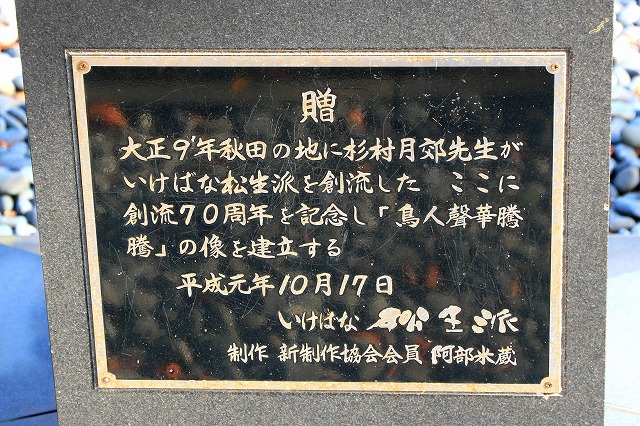 贈
大正9年秋田の地に杉村月郊先生が
いけばな松生派を創流した ここに
創流70周年を記念し「鳥人聲華騰
騰」の像を建立する
平成元年10月17日
いけばな 松生派
制作 新制作協会会員 阿部米蔵